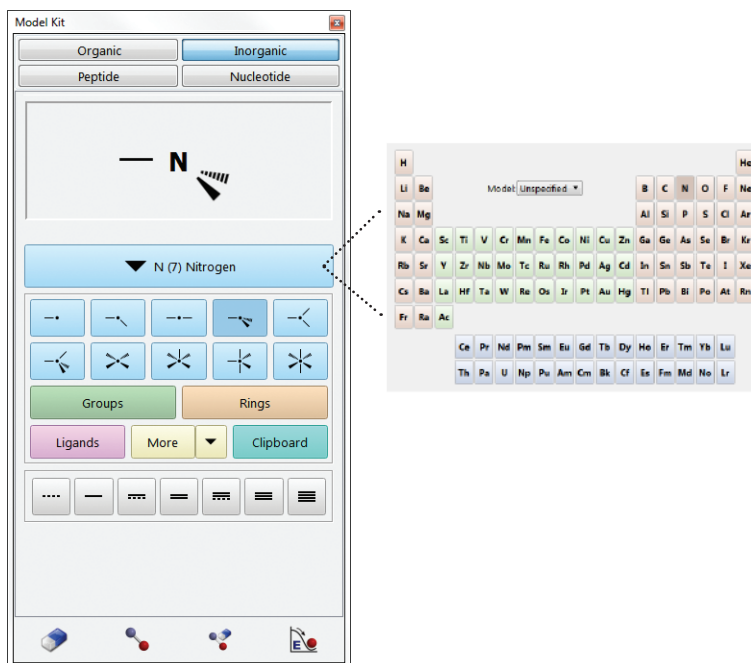 Model Kit
Organic Inorganic
Peptide Nucleotide
N
N (7) Nitrogen
Groups Rings
Ligands More Clipboard
E
H He
Li Be Model: Unspecified B C N O F Ne
Na Mg Al Si P S Cl Ar
K Ca Sc Ti V Cr Mn Fe Co Ni Cu Zn Ga Ge As Se Br Kr
Rb Sr Y Zr Nb Mo Tc Ru Rh Pd Ag Cd In Sn Sb Te I Xe
Cs Ba La Hf Ta W Re Os Ir Pt Au Hg Tl Pb Bi Po At Rn
Fr Ra Ac
Ce Pr Nd Pm Sm Eu Gd Tb Dy Ho Er Tm Yb Lu
Th Pa U Np Pu Am Cm Bk Cf Es Fm Md No Lr